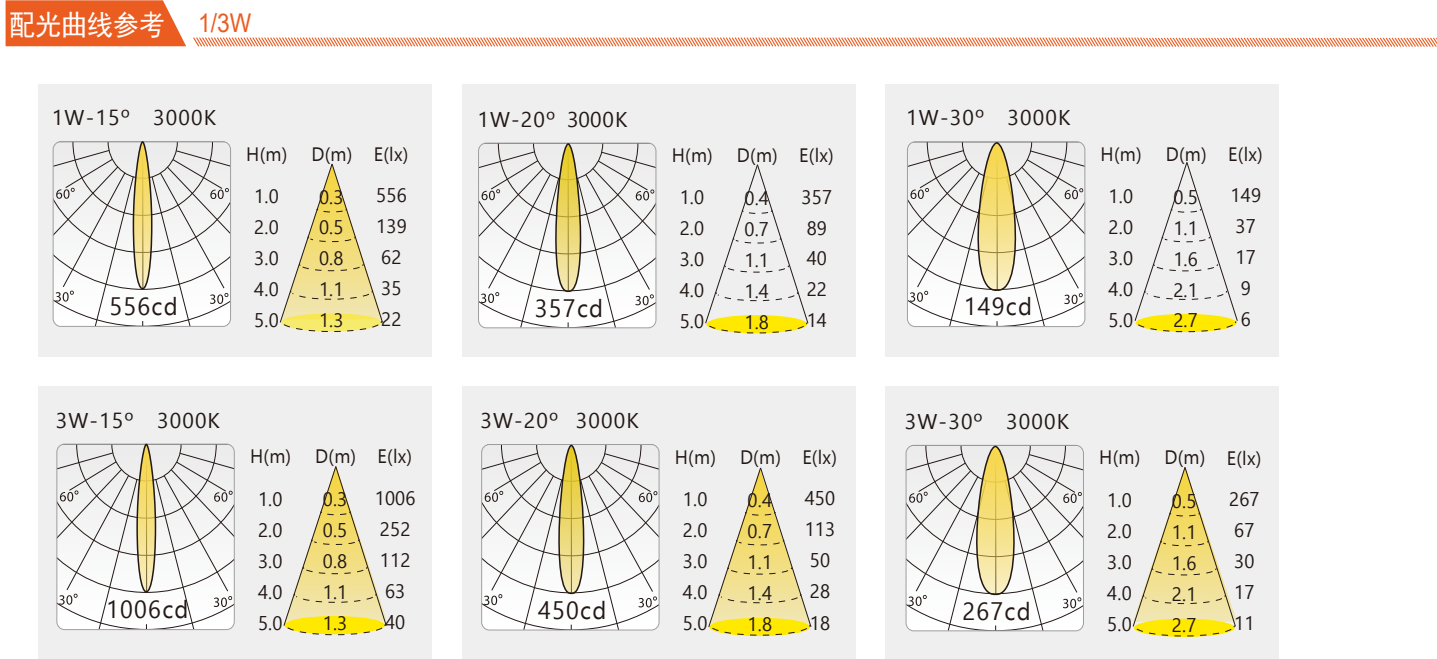 配光曲线参考 1/3W
1W-15º 3000K
H(m) D(m) E(lx)
60° 60°
1.0 0.3 556
2.0 0.5 139
3.0 0.8 62
4.0 1.1 35
30° 556cd 30°
5.0 1.3 22
1W-20º 3000K
H(m) D(m) E(lx)
60° 60°
1.0 0.4 357
2.0 0.7 89
3.0 1.1 40
4.0 1.4 22
30° 357cd 30°
5.0 1.8 14
1W-30º 3000K
H(m) D(m) E(lx)
60° 60°
1.0 0.5 149
2.0 1.1 37
3.0 1.6 17
4.0 2.1 9
30° 149cd 30°
5.0 2.7 6
3W-15º 3000K
H(m) D(m) E(lx)
60° 60°
1.0 0.3 1006
2.0 0.5 252
3.0 0.8 112
4.0 1.1 63
30° 1006cd 30°
5.0 1.3 40
3W-20º 3000K
H(m) D(m) E(lx)
60° 60°
1.0 0.4 450
2.0 0.7 113
3.0 1.1 50
4.0 1.4 28
30° 450cd 30°
5.0 1.8 18
3W-30º 3000K
H(m) D(m) E(lx)
60° 60°
1.0 0.5 267
2.0 1.1 67
3.0 1.6 30
4.0 2.1 17
30° 267cd 30°
5.0 2.7 11